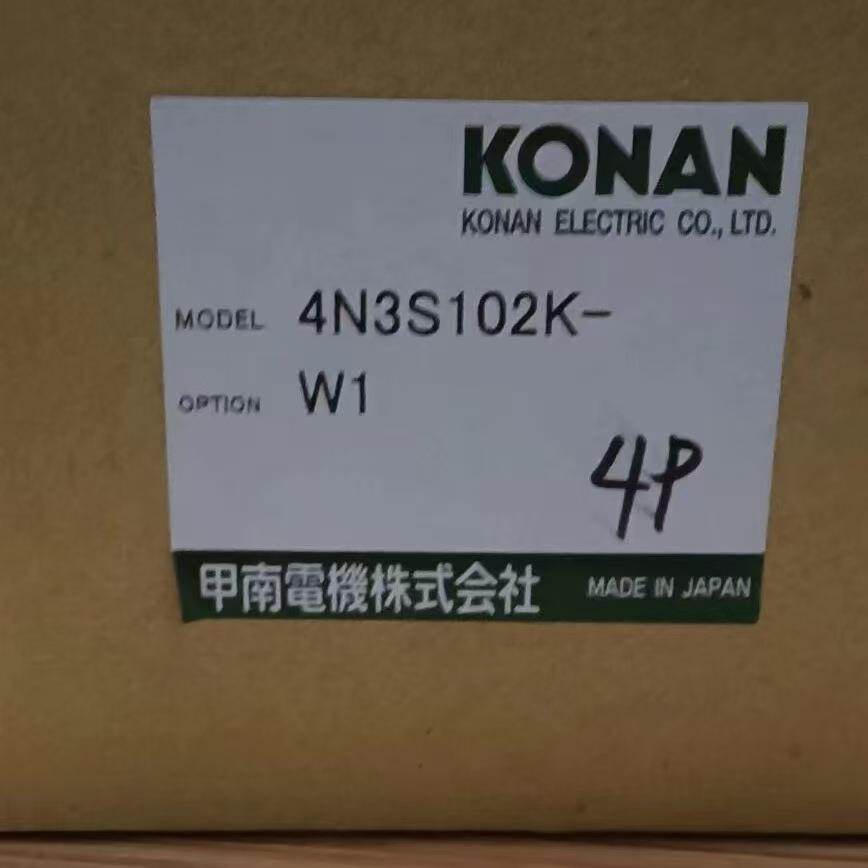 KONAN
KONAN ELECTRIC CO., LTD.
MODEL 4N3S102K-
OPTION W1
4P
甲南電機株式会社 MADE IN JAPAN